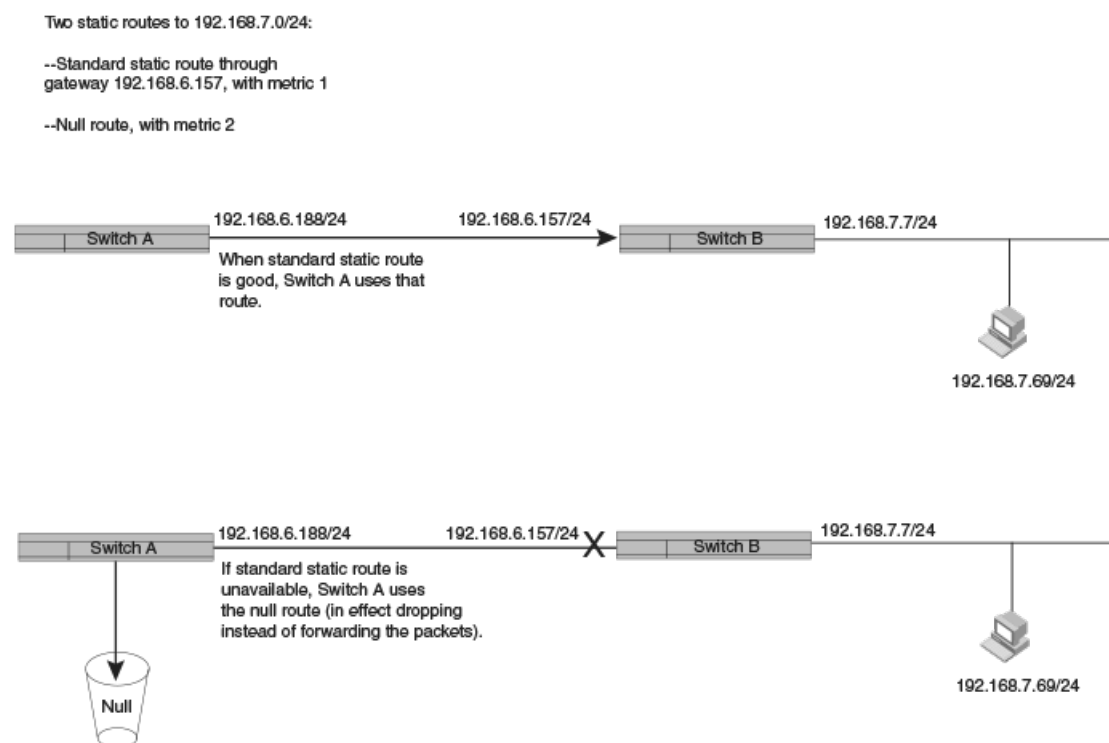 Two static routes to 192.168.7.0/24:
--Standard static route through
gateway 192.168.6.157, with metric 1
--Null route, with metric 2
192.168.6.188/24
192.168.6.157/24
192.168.7.7/24
Switch A
Switch B
When standard static route
is good, Switch A uses that
route.
192.168.7.69/24
192.168.6.188/24
192.168.6.157/24
192.168.7.7/24
Switch A
X
Switch B
If standard static route is
unavailable, Switch A uses
the null route (in effect dropping
instead of forwarding the packets).
192.168.7.69/24
Null